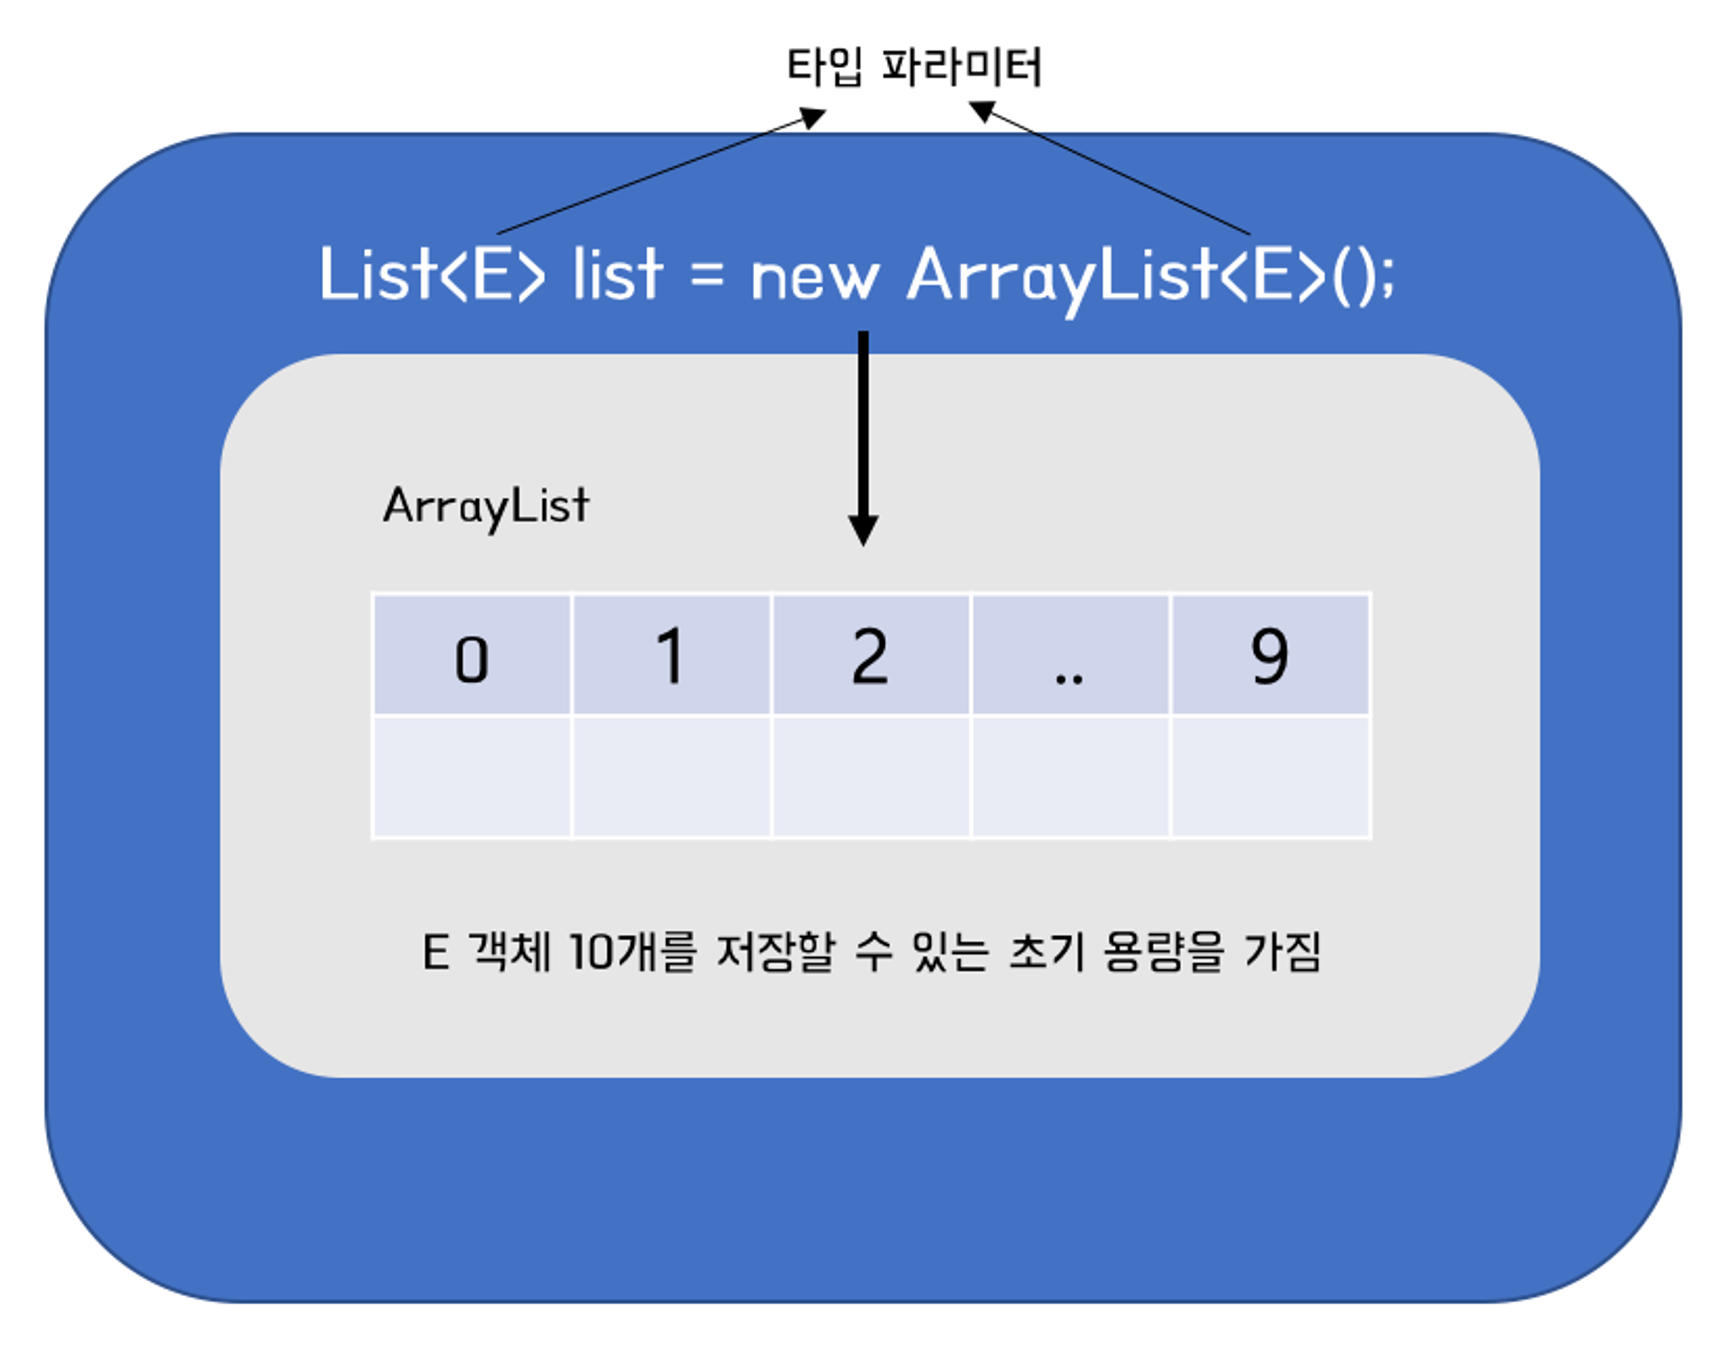 타입 파라미터
List<E> list = new ArrayList<E>();
ArrayList
0 1 2 .. 9
E 객체 10개를 저장할 수 있는 초기 용량을 가짐